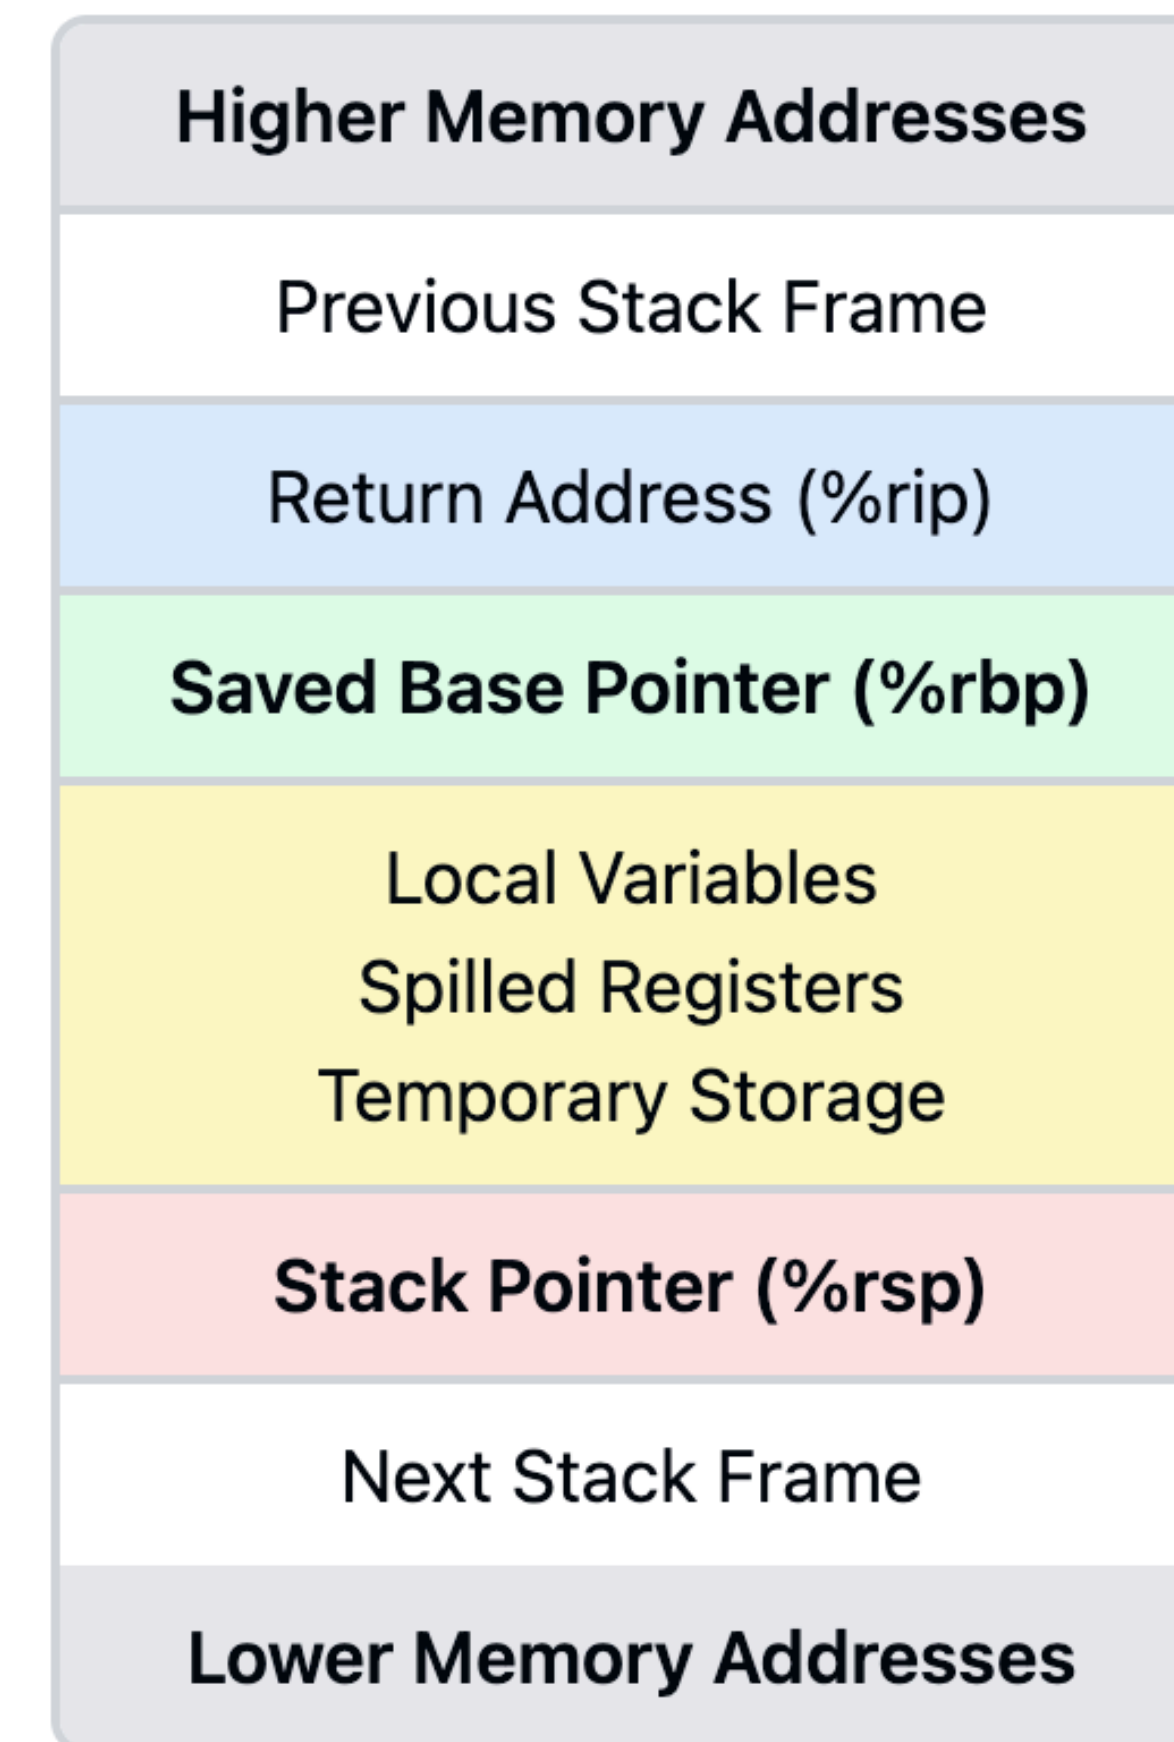 Higher Memory Addresses
Previous Stack Frame
Return Address (%rip)
Saved Base Pointer (%rbp)
Local Variables
Spilled Registers
Temporary Storage
Stack Pointer (%rsp)
Next Stack Frame
Lower Memory Addresses